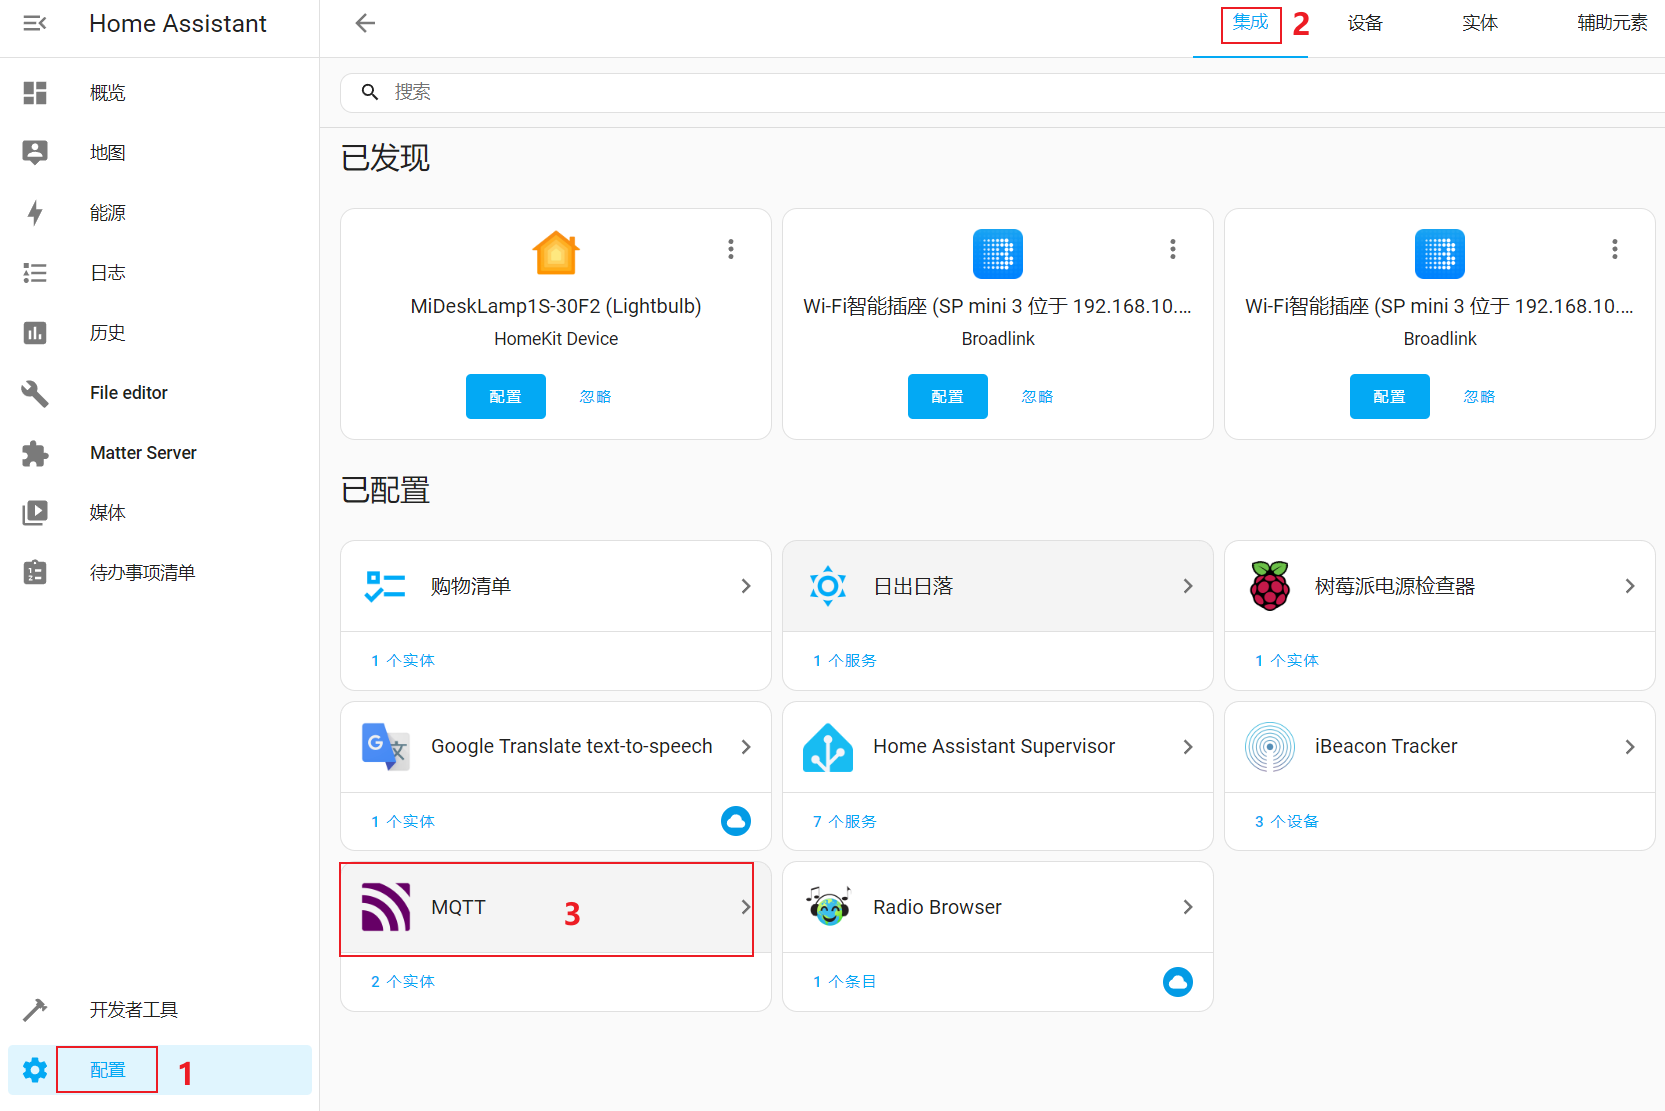 Home Assistant
集成
2
设备
实体
辅助元素
概览
地图
能源
日志
历史
File editor
Matter Server
媒体
待办事项清单
开发者工具
配置
1
搜索
已发现
MiDeskLamp1S-30F2 (Lightbulb)
HomeKit Device
配置
忽略
Wi-Fi智能插座 (SP mini 3 位于 192.168.10....
Broadlink
配置
忽略
Wi-Fi智能插座 (SP mini 3 位于 192.168.10....
Broadlink
配置
忽略
已配置
购物清单
1 个实体
日出日落
1 个服务
树莓派电源检查器
1 个实体
G 文
Google Translate text-to-speech
1 个实体
Home Assistant Supervisor
7 个服务
iBeacon Tracker
3 个设备
MQTT
3
2 个实体
Radio Browser
1 个条目